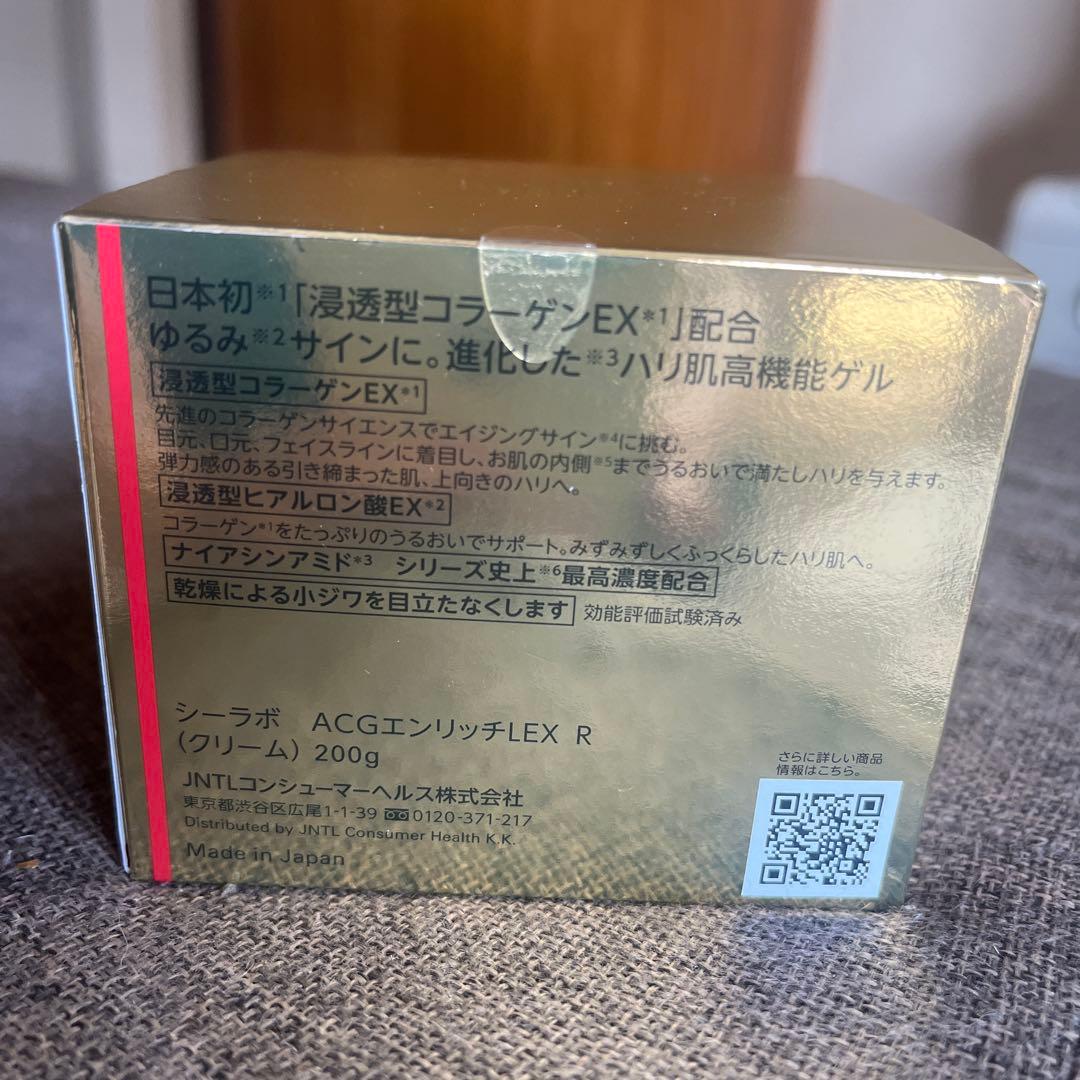 日本初※1「浸透型コラーゲンEX*1」配合
ゆるみ※2サインに。進化した※3ハリ肌高機能ゲル
浸透型コラーゲンEX*1
先進のコラーゲンサイエンスでエイジングサイン※4に挑む。
目元、口元、フェイスラインに着目し、お肌の内側※5までうるおいで満たしハリを与えます。
弾力感のある引き締まった肌、上向きのハリへ。
浸透型ヒアルロン酸EX*2
コラーゲン*1をたっぷりのうるおいでサポート。みずみずしくふっくらしたハリ肌へ。
ナイアシンアミド*3 シリーズ史上※6最高濃度配合
乾燥による小ジワを目立たなくします 効能評価試験済み
シーラボ ACGエンリッチLEX R
(クリーム) 200g
JNTLコンシューマーヘルス株式会社
東京都渋谷区広尾1-1-39 0120-371-217
Distributed by JNTL Consumer Health K.K.
Made in Japan
さらに詳しい商品
情報はこちら。